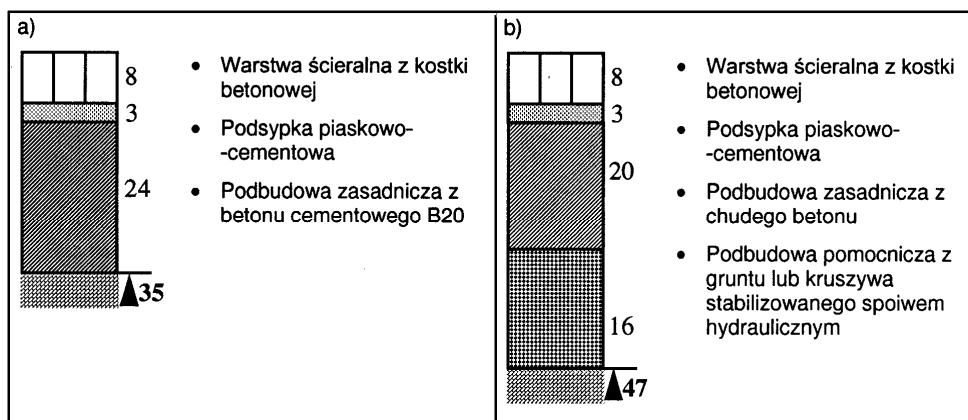 a)
8
3
24
35
• Warstwa ścieralna z kostki
betonowej
• Podsypka piaskowo-
-cementowa
• Podbudowa zasadnicza z
betonu cementowego B20
b)
8
3
20
16
47
• Warstwa ścieralna z kostki
betonowej
• Podsypka piaskowo-
-cementowa
• Podbudowa zasadnicza z
chudego betonu
• Podbudowa pomocnicza z
gruntu lub kruszywa
stabilizowanego spoiwem
hydraulicznym